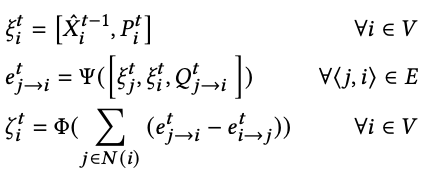 ξ_i^t = [X̂_i^{t−1}, P_i^t] ∀i ∈ V
e_{j→i}^t = Ψ([ξ_j^t, ξ_i^t, Q_{j→i}^t]) ∀⟨j, i⟩ ∈ E
ζ_i^t = Φ(∑_{j∈N(i)} (e_{j→i}^t − e_{i→j}^t)) ∀i ∈ V